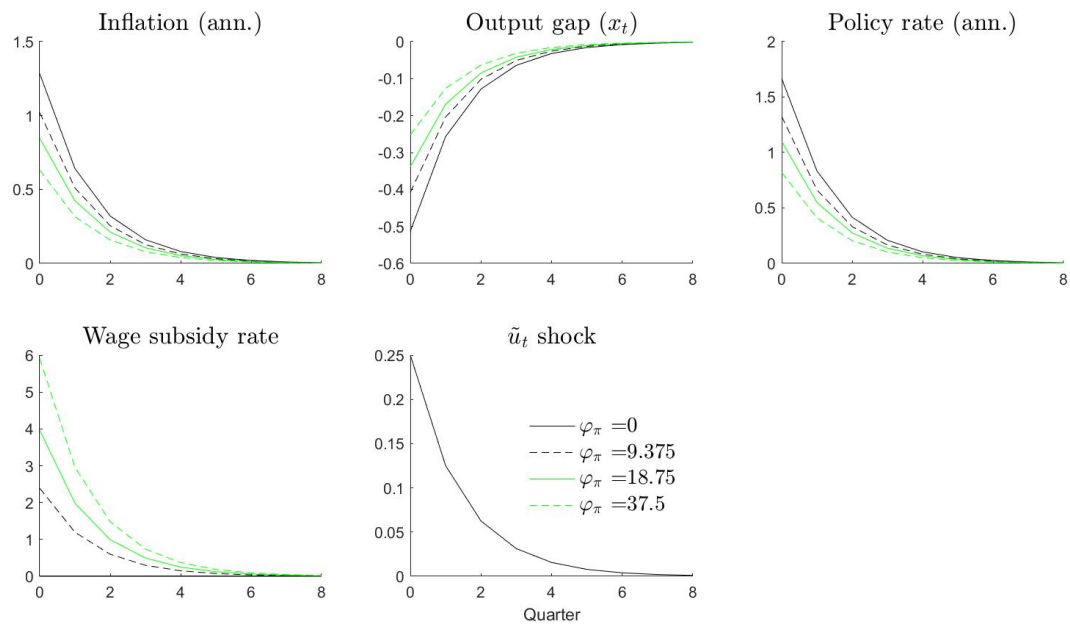 Inflation (ann.)
1.5
1
0.5
0
0 2 4 6 8
Output gap (x_t)
0
-0.1
-0.2
-0.3
-0.4
-0.5
-0.6
0 2 4 6 8
Policy rate (ann.)
2
1.5
1
0.5
0
0 2 4 6 8
Wage subsidy rate
6
5
4
3
2
1
0
0 2 4 6 8
ũ_t shock
0.25
0.2
0.15
0.1
0.05
0
0 2 4 6 8
Quarter
φ_π =0
φ_π =9.375
φ_π =18.75
φ_π =37.5